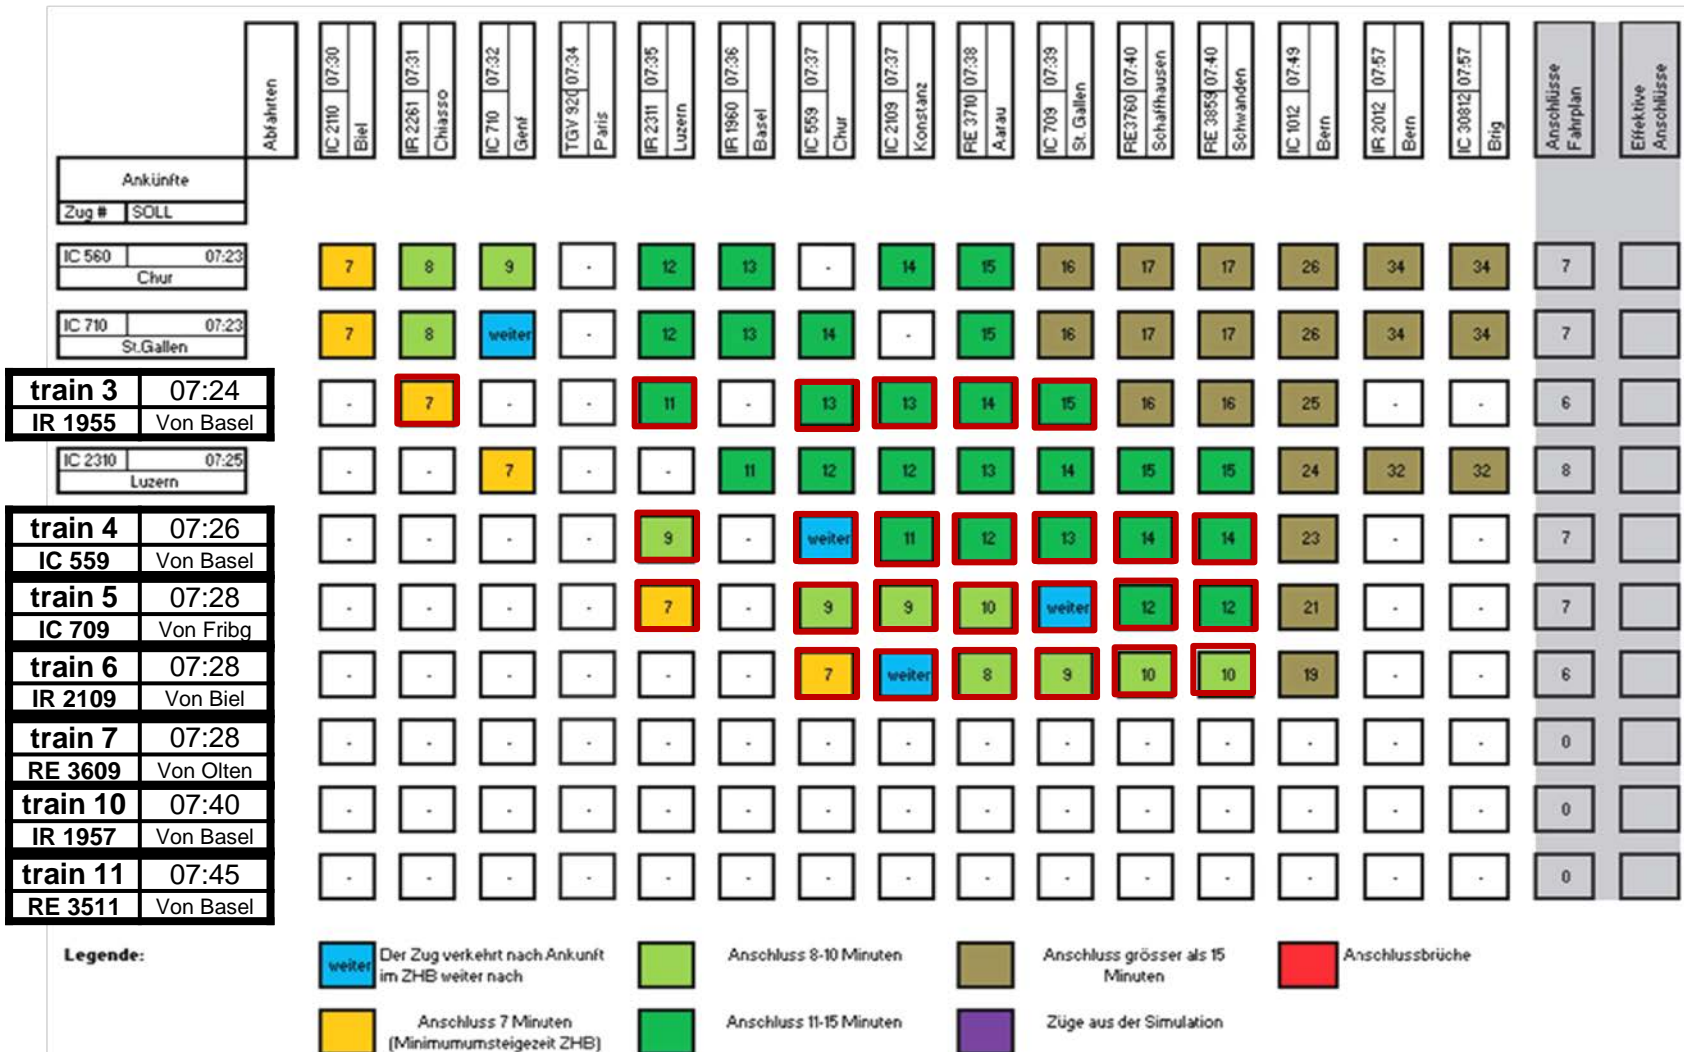 Abfahrten
IC 2110 07:30 Biel
IR 2261 07:31 Chiasso
IC 710 07:32 Genf
TGV 920 07:34 Paris
IR 2311 07:35 Luzern
IR 1960 07:36 Basel
IC 559 07:37 Chur
IC 2109 07:37 Konstanz
RE 3710 07:38 Aarau
IC 709 07:39 St. Gallen
RE3760 07:40 Schaffhausen
RE 3859 07:40 Schwanden
IC 1012 07:49 Bern
IR 2012 07:57 Bern
IC 30812 07:57 Brig
Anschlüsse Fahrplan
Effektive Anschlüsse
Ankünfte
Zug # SOLL
IC 560 07:23
Chur
7 8 9 - 12 13 - 14 15 16 17 17 26 34 34 7
IC 710 07:23
St.Gallen
7 8 weiter - 12 13 14 - 15 16 17 17 26 34 34 7
train 3 07:24
IR 1955 Von Basel
- 7 - - 11 - 13 13 14 15 16 16 25 - - 6
IC 2310 07:25
Luzern
- - 7 - - 11 12 12 13 14 15 15 24 32 32 8
train 4 07:26
IC 559 Von Basel
- - - - 9 - weiter 11 12 13 14 14 23 - - 7
train 5 07:28
IC 709 Von Fribg
- - - - 7 - 9 9 10 weiter 12 12 21 - - 7
train 6 07:28
IR 2109 Von Biel
- - - - - - 7 weiter 8 9 10 10 19 - - 6
train 7 07:28
RE 3609 Von Olten
- - - - - - - - - - - - - - - 0
train 10 07:40
IR 1957 Von Basel
- - - - - - - - - - - - - - - 0
train 11 07:45
RE 3511 Von Basel
- - - - - - - - - - - - - - - 0
Legende:
weiter Der Zug verkehrt nach Ankunft
im ZHB weiter nach
Anschluss 8-10 Minuten
Anschluss grösser als 15
Minuten
Anschlussbrüche
Anschluss 7 Minuten
(Minimumumsteigezeit ZHB)
Anschluss 11-15 Minuten
Züge aus der Simulation